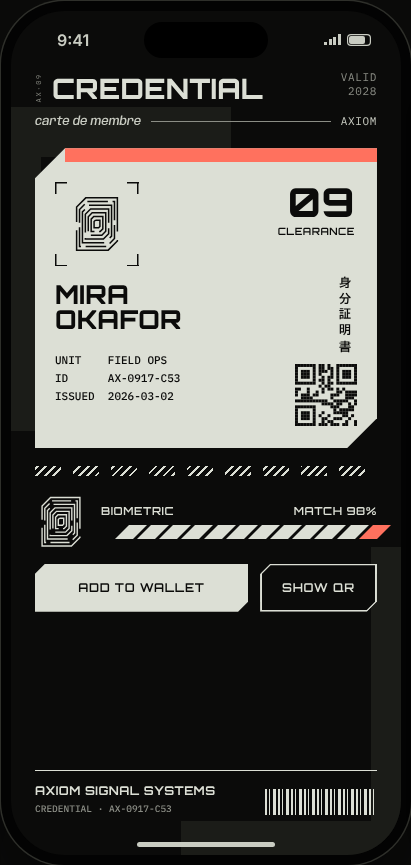 9:41
AX-09
CREDENTIAL
VALID
2028
carte de membre
AXIOM
09
CLEARANCE
MIRA
OKAFOR
身分証明書
UNIT FIELD OPS
ID AX-0917-C53
ISSUED 2026-03-02
BIOMETRIC MATCH 98%
ADD TO WALLET SHOW QR
AXIOM SIGNAL SYSTEMS
CREDENTIAL · AX-0917-C53